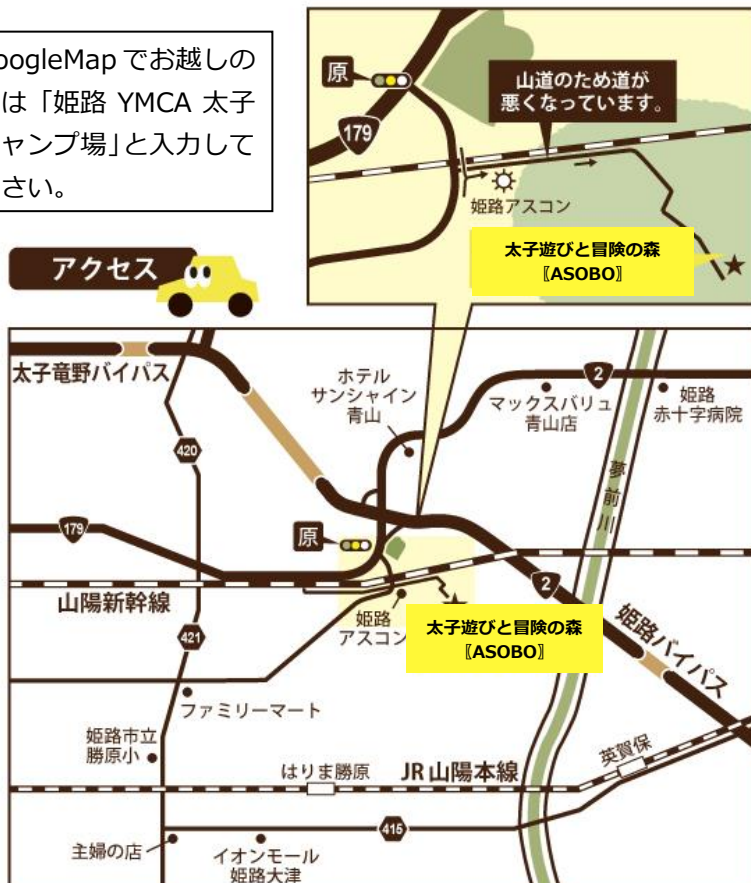 oogleMap でお越しの
は「姫路 YMCA 太子
ャンプ場」と入力して
さい。
アクセス
原
山道のため道が
悪くなっています。
179
姫路アスコン
太子遊びと冒険の森
〖ASOBO〗
太子竜野バイパス
ホテル
サンシャイン
青山
2
マックスバリュ
青山店
姫路
赤十字病院
420
夢前川
179
原
山陽新幹線
2
姫路
アスコン
太子遊びと冒険の森
〖ASOBO〗
姫路バイパス
421
ファミリーマート
姫路市立
勝原小
はりま勝原
JR山陽本線
英賀保
415
主婦の店
イオンモール
姫路大津